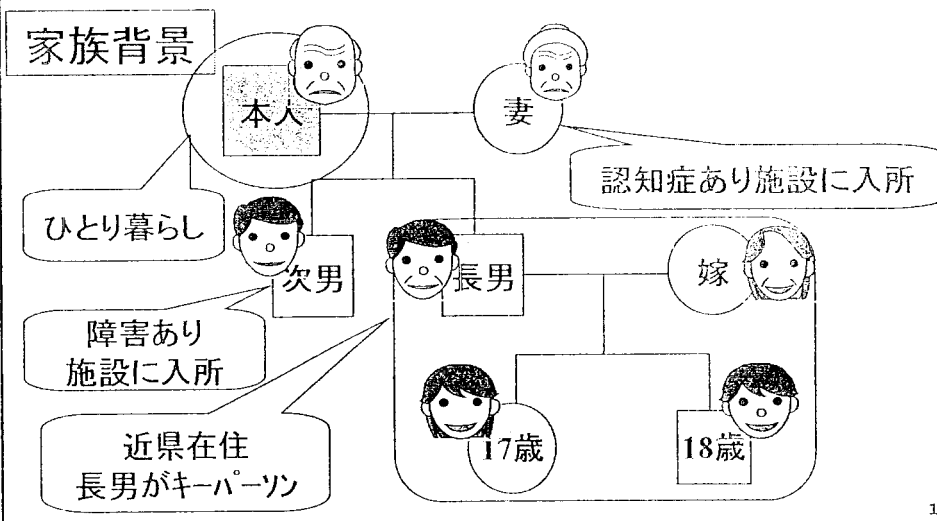 家族背景
本人
妻
認知症あり施設に入所
ひとり暮らし
次男
長男
嫁
障害あり
施設に入所
近県在住
長男がキーパーソン
17歳
18歳
1